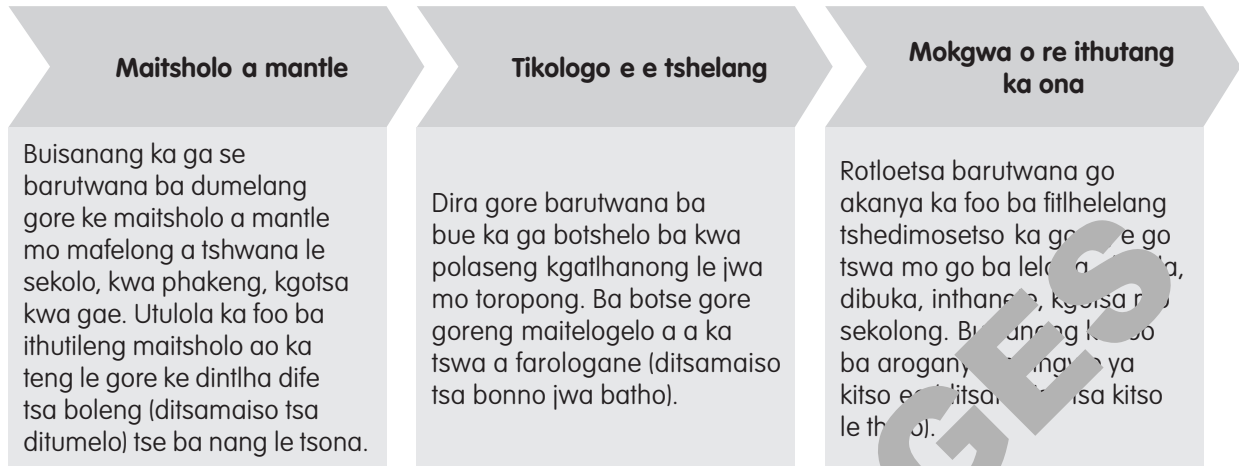 Maitsholo a mantle
Buisanang ka ga se
barutwana ba dumelang
gore ke maitsholo a mantle
mo mafelong a tshwana le
sekolo, kwa phakeng, kgotsa
kwa gae. Utulola ka foo ba
ithutileng maitsholo ao ka
teng le gore ke dintlha dife
tsa boleng (ditsamaiso tsa
ditumelo) tse ba nang le tsona.
Tikologo e e tshelang
Dira gore barutwana ba
bue ka ga botshelo ba kwa
polaseng kgatlhanong le jwa
mo toropong. Ba botse gore
goreng maitelogelo a a ka
tswa a farologane (ditsamaiso
tsa bonno jwa batho).
Mokgwa o re ithutang
ka ona
Rotloetsa barutwana go
akanya ka foo ba fitlhelelang
tshedimosetso ka go
tswa mo go ba
dibuka,
sekolong.
ba
kitso tsa kitso
le
GES